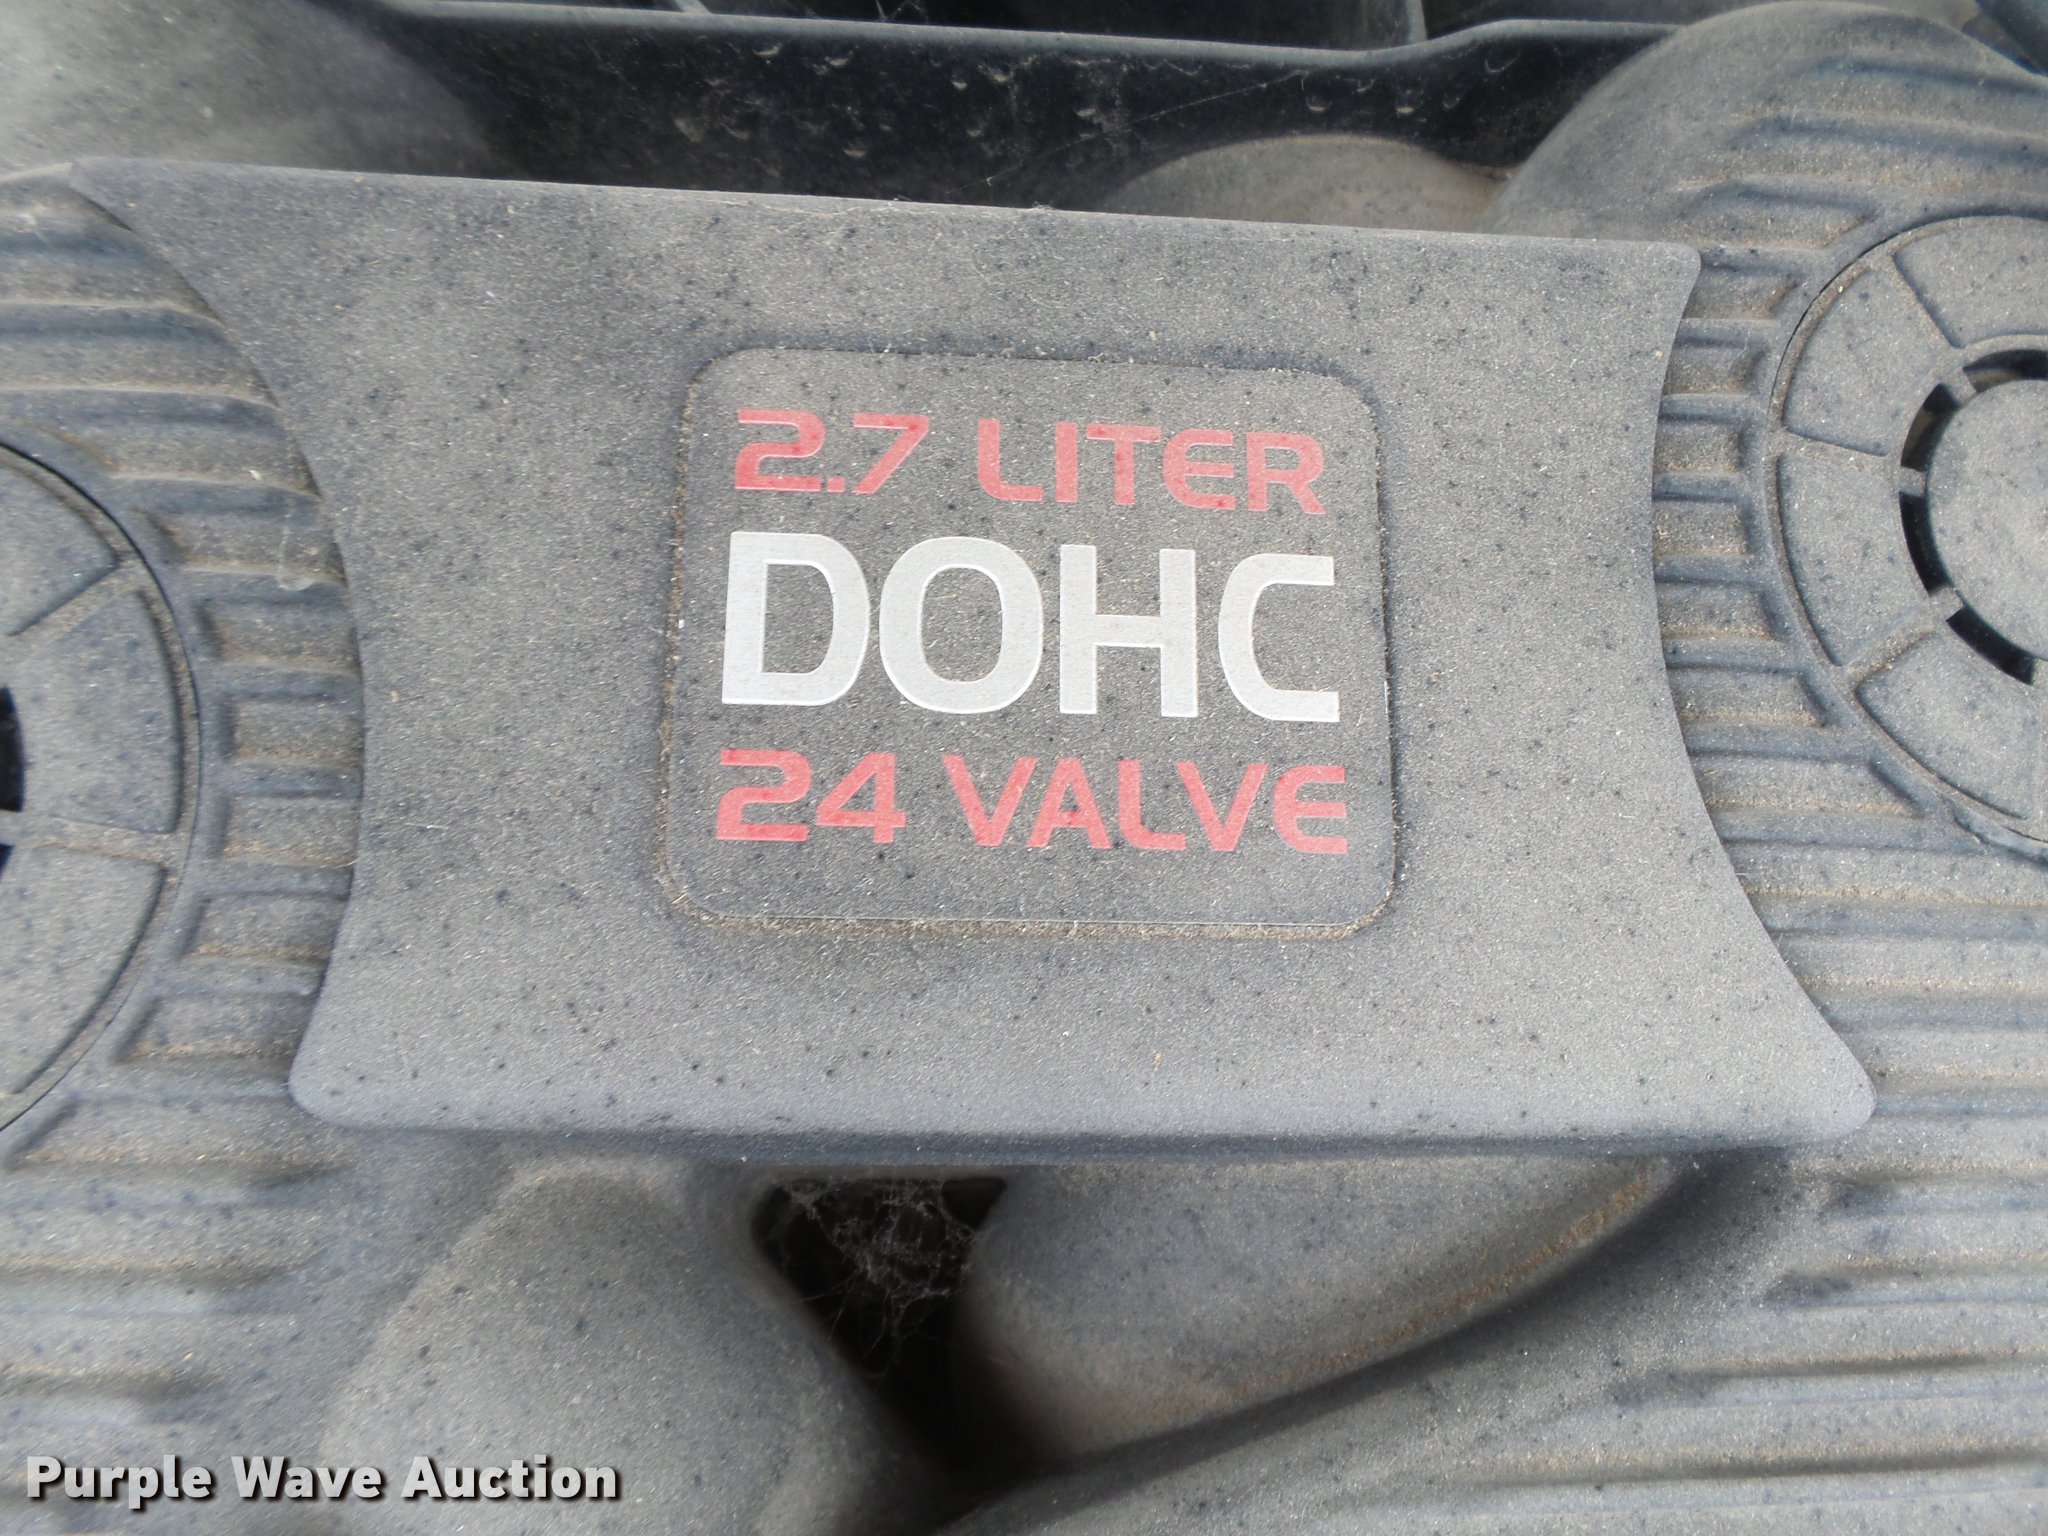 2.7 LITER
DOHC
24 VALVE
Purple Wave Auction